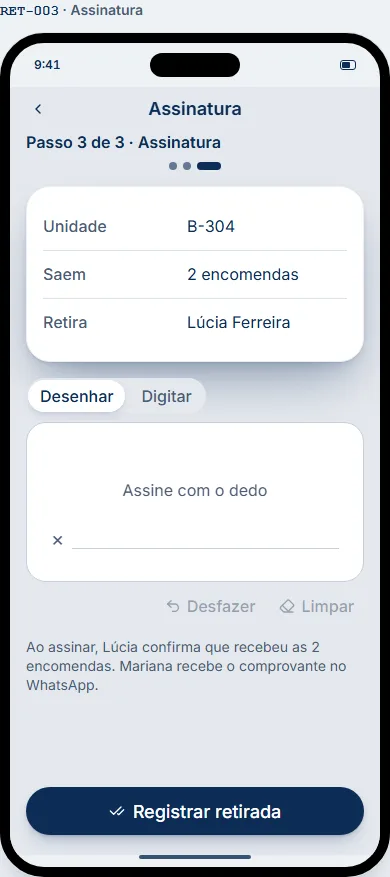 RET-003 · Assinatura
9:41
Assinatura
Passo 3 de 3 · Assinatura
Unidade B-304
Saem 2 encomendas
Retira Lúcia Ferreira
Desenhar Digitar
Assine com o dedo
×
Desfazer Limpar
Ao assinar, Lúcia confirma que recebeu as 2
encomendas. Mariana recebe o comprovante no
WhatsApp.
Registrar retirada